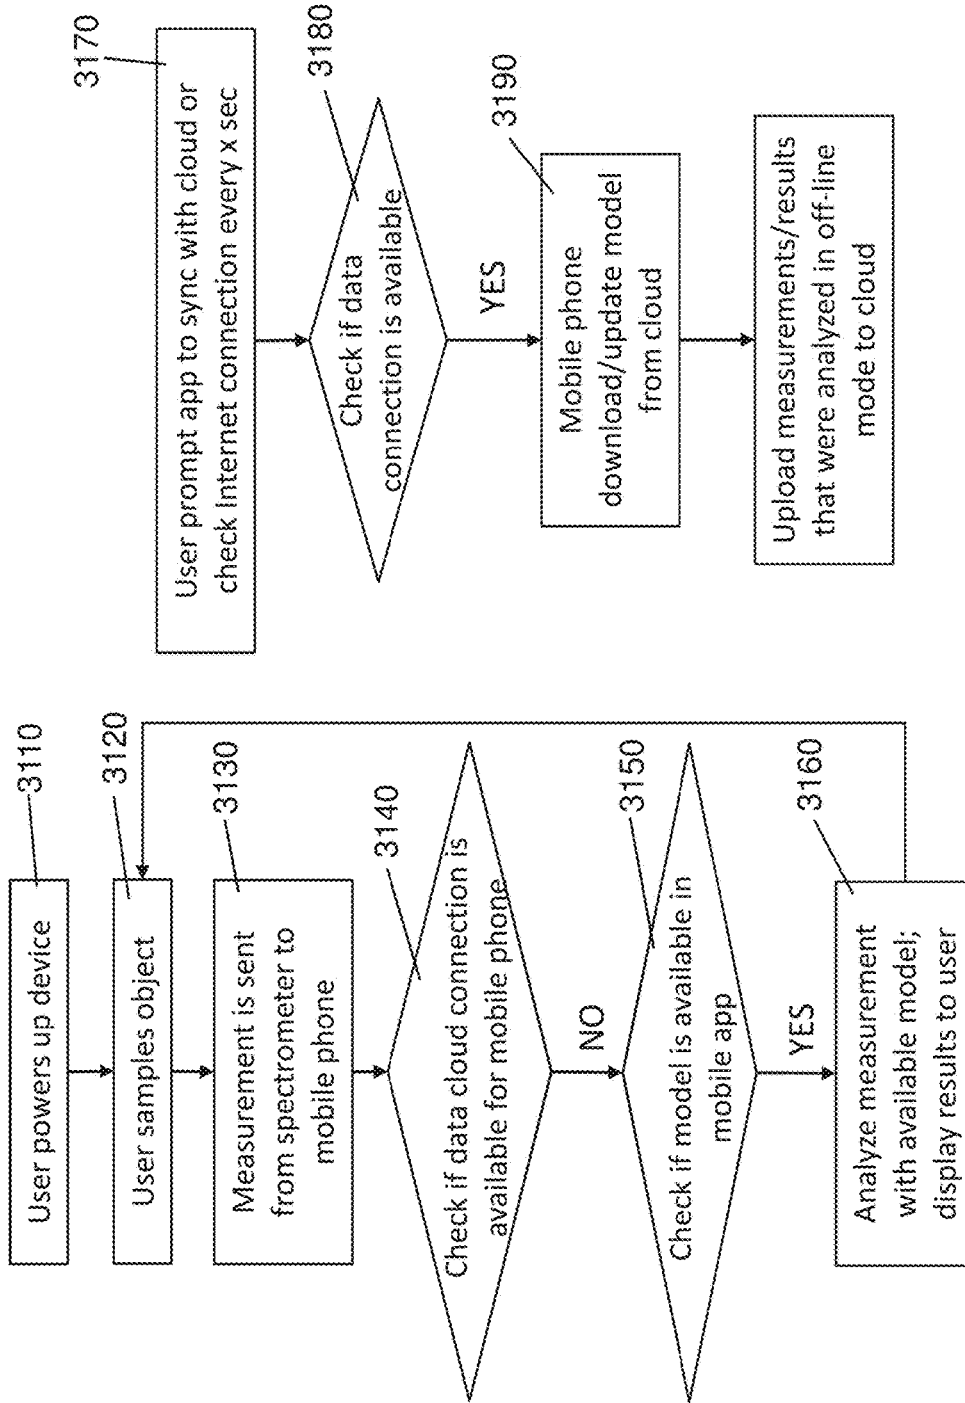 3110
User powers up device
3120
User samples object
3130
Measurement is sent
from spectrometer to
mobile phone
3140
Check if data cloud connection is
available for mobile phone
NO
3150
Check if model is available in
mobile app
YES
3160
Analyze measurement
with available model;
display results to user
3170
User prompt app to sync with cloud or
check Internet connection every x sec
3180
Check if data
connection is available
YES
3190
Mobile phone
download/update model
from cloud
Upload measurements/results
that were analyzed in off-line
mode to cloud